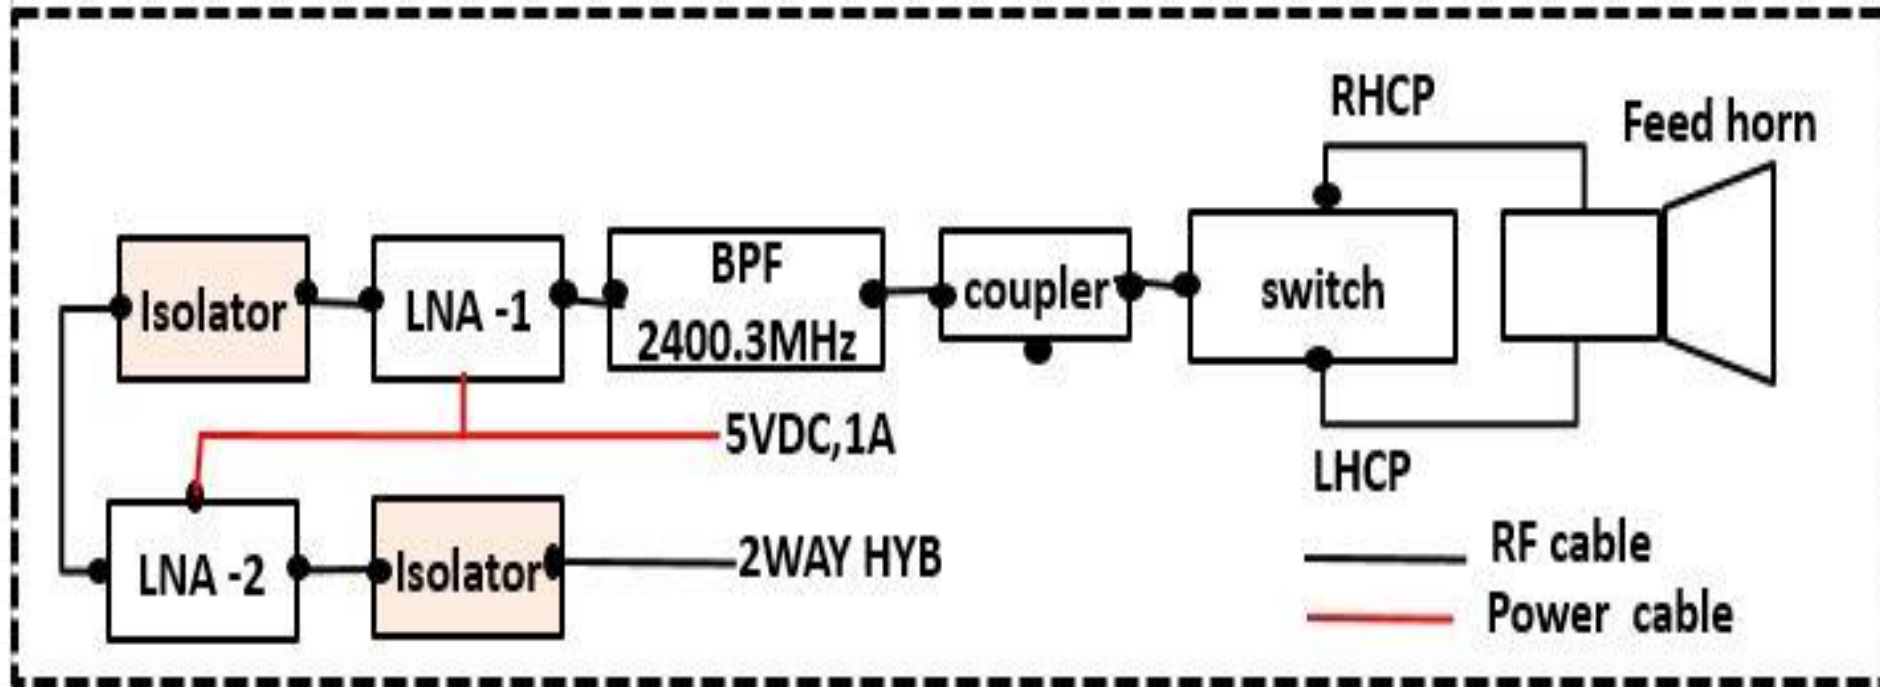 RHCP
Feed horn
Isolator
LNA -1
BPF
2400.3MHz
coupler
switch
5VDC,1A
LHCP
LNA -2
Isolator
2WAY HYB
RF cable
Power cable